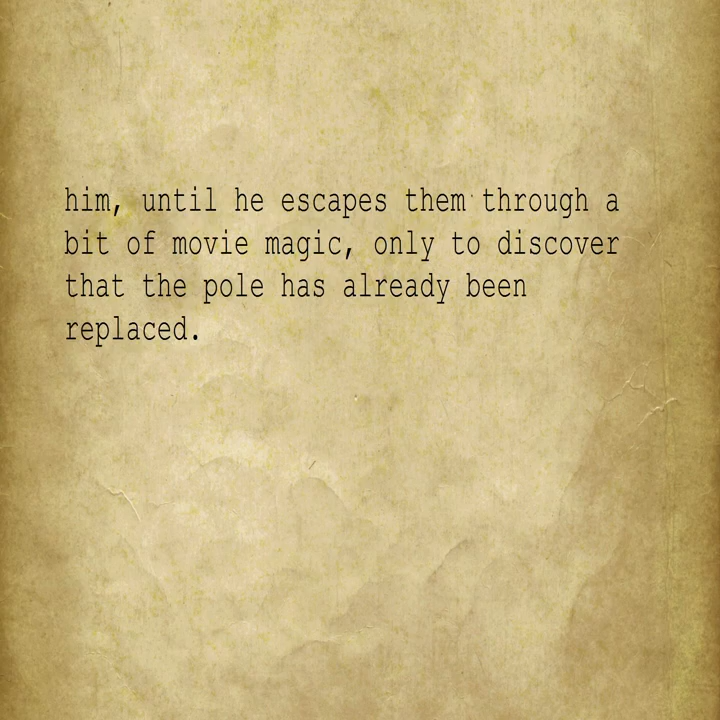 him, until he escapes them through a
bit of movie magic, only to discover
that the pole has already been
replaced.